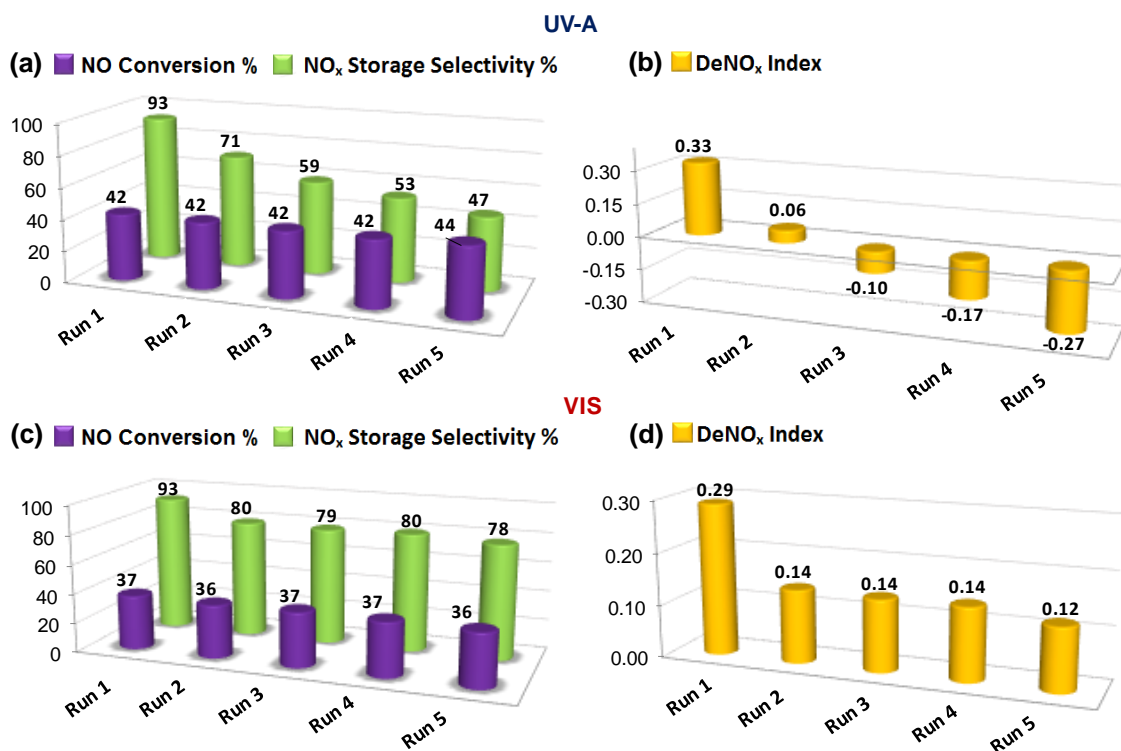 UV-A
(a) NO Conversion % NOₓ Storage Selectivity %
100
80
60
40
20
0
93
71
59
53
47
42
42
42
42
44
Run 1
Run 2
Run 3
Run 4
Run 5
(b) DeNOₓ Index
0.30
0.15
0.00
-0.15
-0.30
0.33
0.06
-0.10
-0.17
-0.27
Run 1
Run 2
Run 3
Run 4
Run 5
VIS
(c) NO Conversion % NOₓ Storage Selectivity %
100
80
60
40
20
0
93
80
79
80
78
37
36
37
37
36
Run 1
Run 2
Run 3
Run 4
Run 5
(d) DeNOₓ Index
0.30
0.20
0.10
0.00
0.29
0.14
0.14
0.14
0.12
Run 1
Run 2
Run 3
Run 4
Run 5